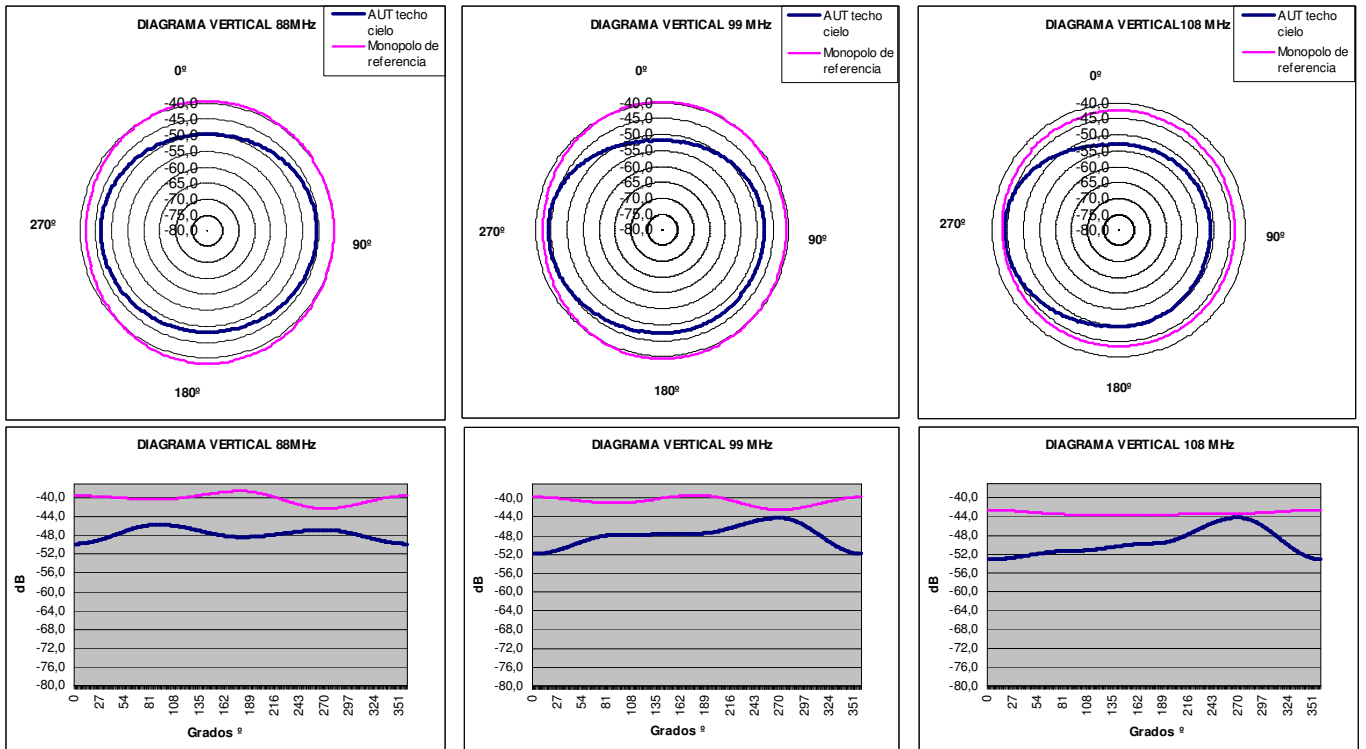 DIAGRAMA VERTICAL 88MHz
AUT techo
cielo
Monopolo de
referencia
0º
-40,0
-45,0
-50,0
-55,0
-60,0
-65,0
-70,0
-75,0
-80,0
270º
90º
180º
DIAGRAMA VERTICAL 99 MHz
AUT techo
cielo
Monopolo de
referencia
0º
-40,0
-45,0
-50,0
-55,0
-60,0
-65,0
-70,0
-75,0
-80,0
270º
90º
180º
DIAGRAMA VERTICAL108 MHz
AUT techo
cielo
Monopolo de
referencia
0º
-40,0
-45,0
-50,0
-55,0
-60,0
-65,0
-70,0
-75,0
-80,0
270º
90º
180º
DIAGRAMA VERTICAL 88MHz
-40,0
-44,0
-48,0
-52,0
-56,0
-60,0
-64,0
-68,0
-72,0
-76,0
-80,0
dB
0 27 54 81 108 135 162 189 216 243 270 297 324 351
Grados º
DIAGRAMA VERTICAL 99 MHz
-40,0
-44,0
-48,0
-52,0
-56,0
-60,0
-64,0
-68,0
-72,0
-76,0
-80,0
dB
0 27 54 81 108 135 162 189 216 243 270 297 324 351
Grados º
DIAGRAMA VERTICAL 108 MHz
-40,0
-44,0
-48,0
-52,0
-56,0
-60,0
-64,0
-68,0
-72,0
-76,0
-80,0
dB
0 27 54 81 108 135 162 189 216 243 270 297 324 351
Grados º